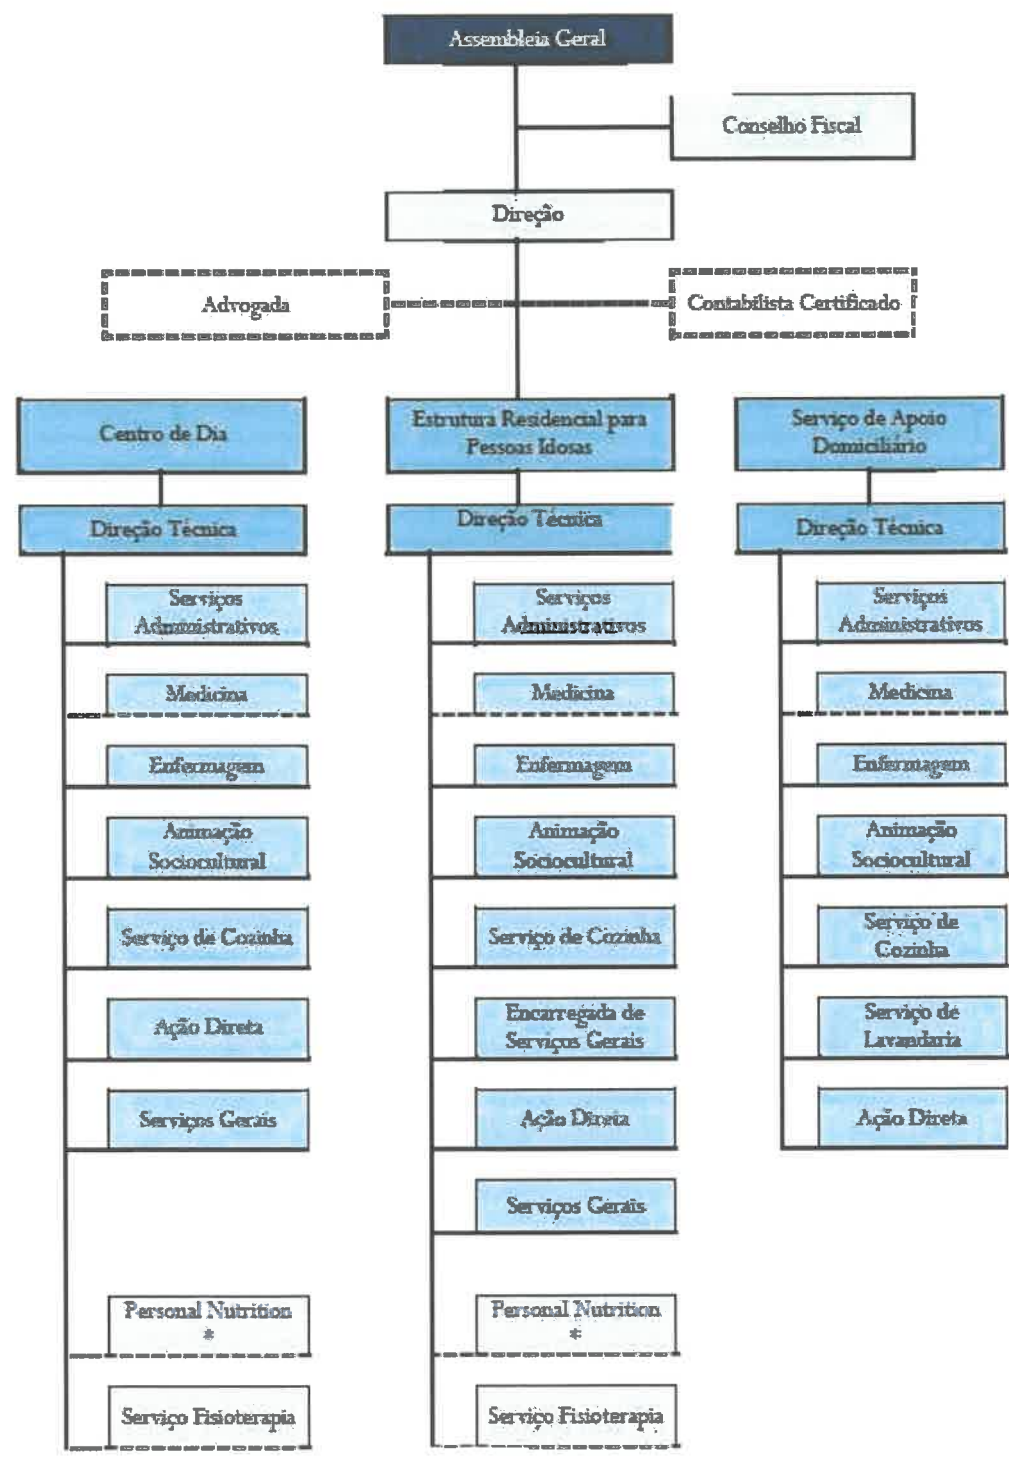 Assembleia Geral
Conselho Fiscal
Direção
Advogada
Contabilista Certificado
Centro de Dia
Direção Técnica
Serviços
Administrativos
Medicina
Enfermagem
Animação
Sociocultural
Serviço de Cozinha
Ação Direta
Serviços Gerais
Personal Nutrition
*
Serviço Fisioterapia
Estrutura Residencial para
Pessoas Idosas
Direção Técnica
Serviços
Administrativos
Medicina
Enfermagem
Animação
Sociocultural
Serviço de Cozinha
Encarregada de
Serviços Gerais
Ação Direta
Serviços Gerais
Personal Nutrition
*
Serviço Fisioterapia
Serviço de Apoio
Domiciliário
Direção Técnica
Serviços
Administrativos
Medicina
Enfermagem
Animação
Sociocultural
Serviço de
Cozinha
Serviço de
Lavandaria
Ação Direta